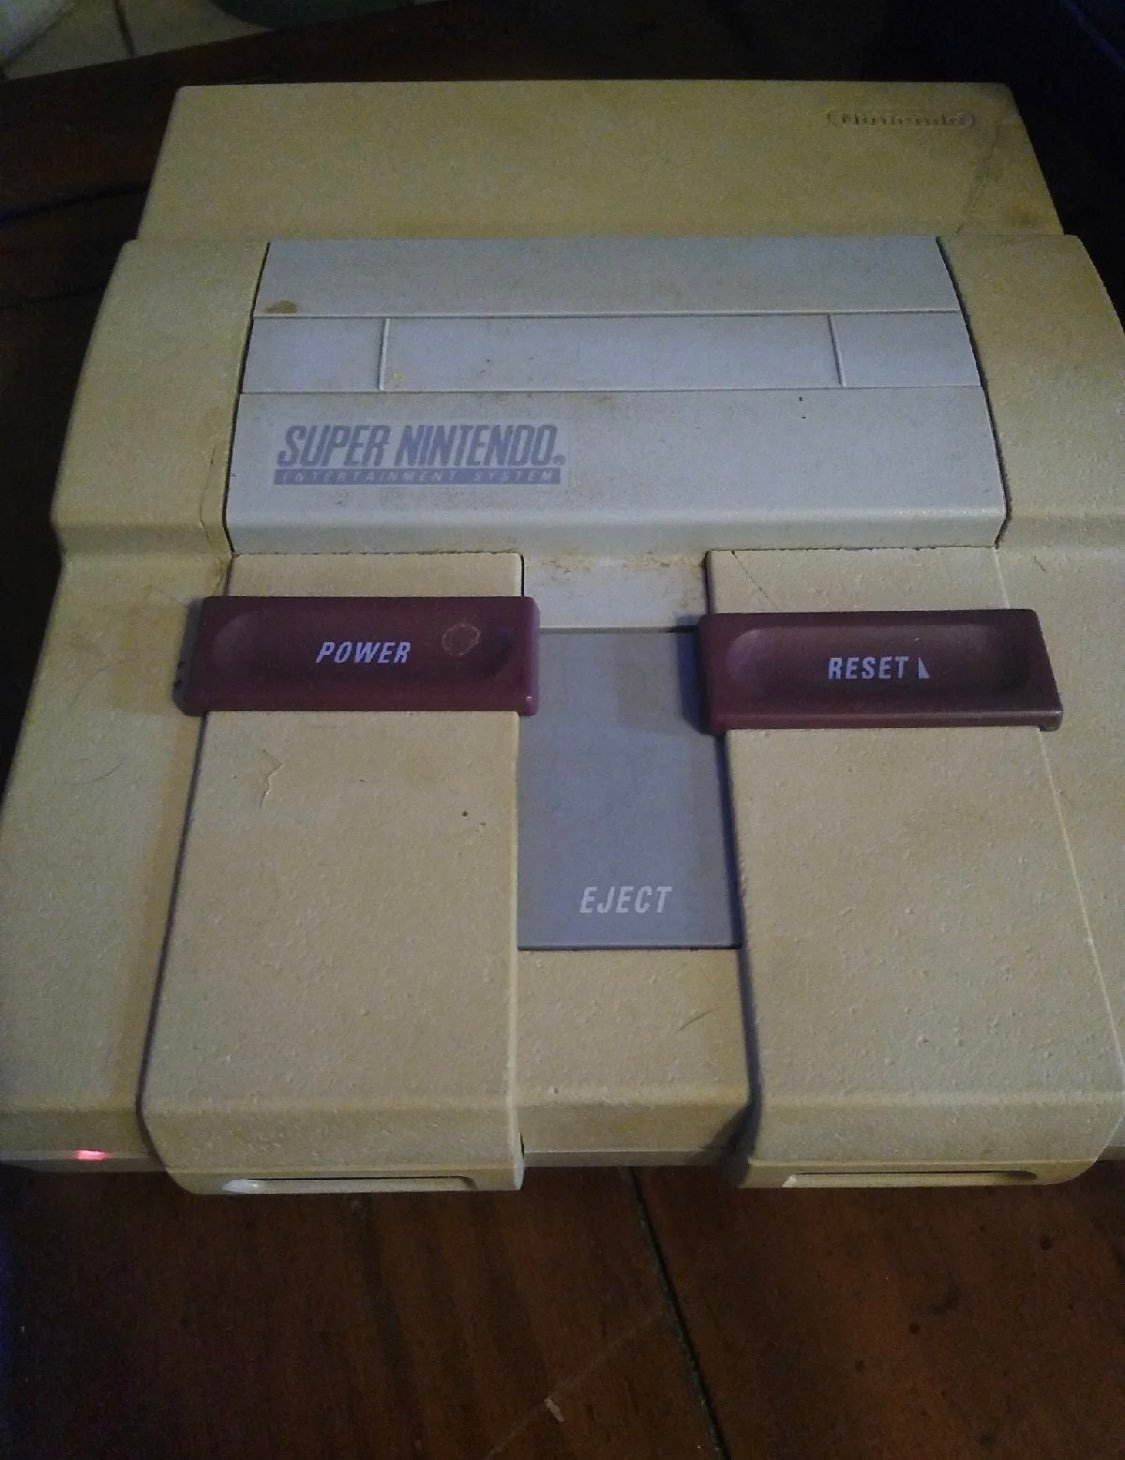 Nintendo
SUPER NINTENDO®
ENTERTAINMENT SYSTEM
POWER
RESET
EJECT